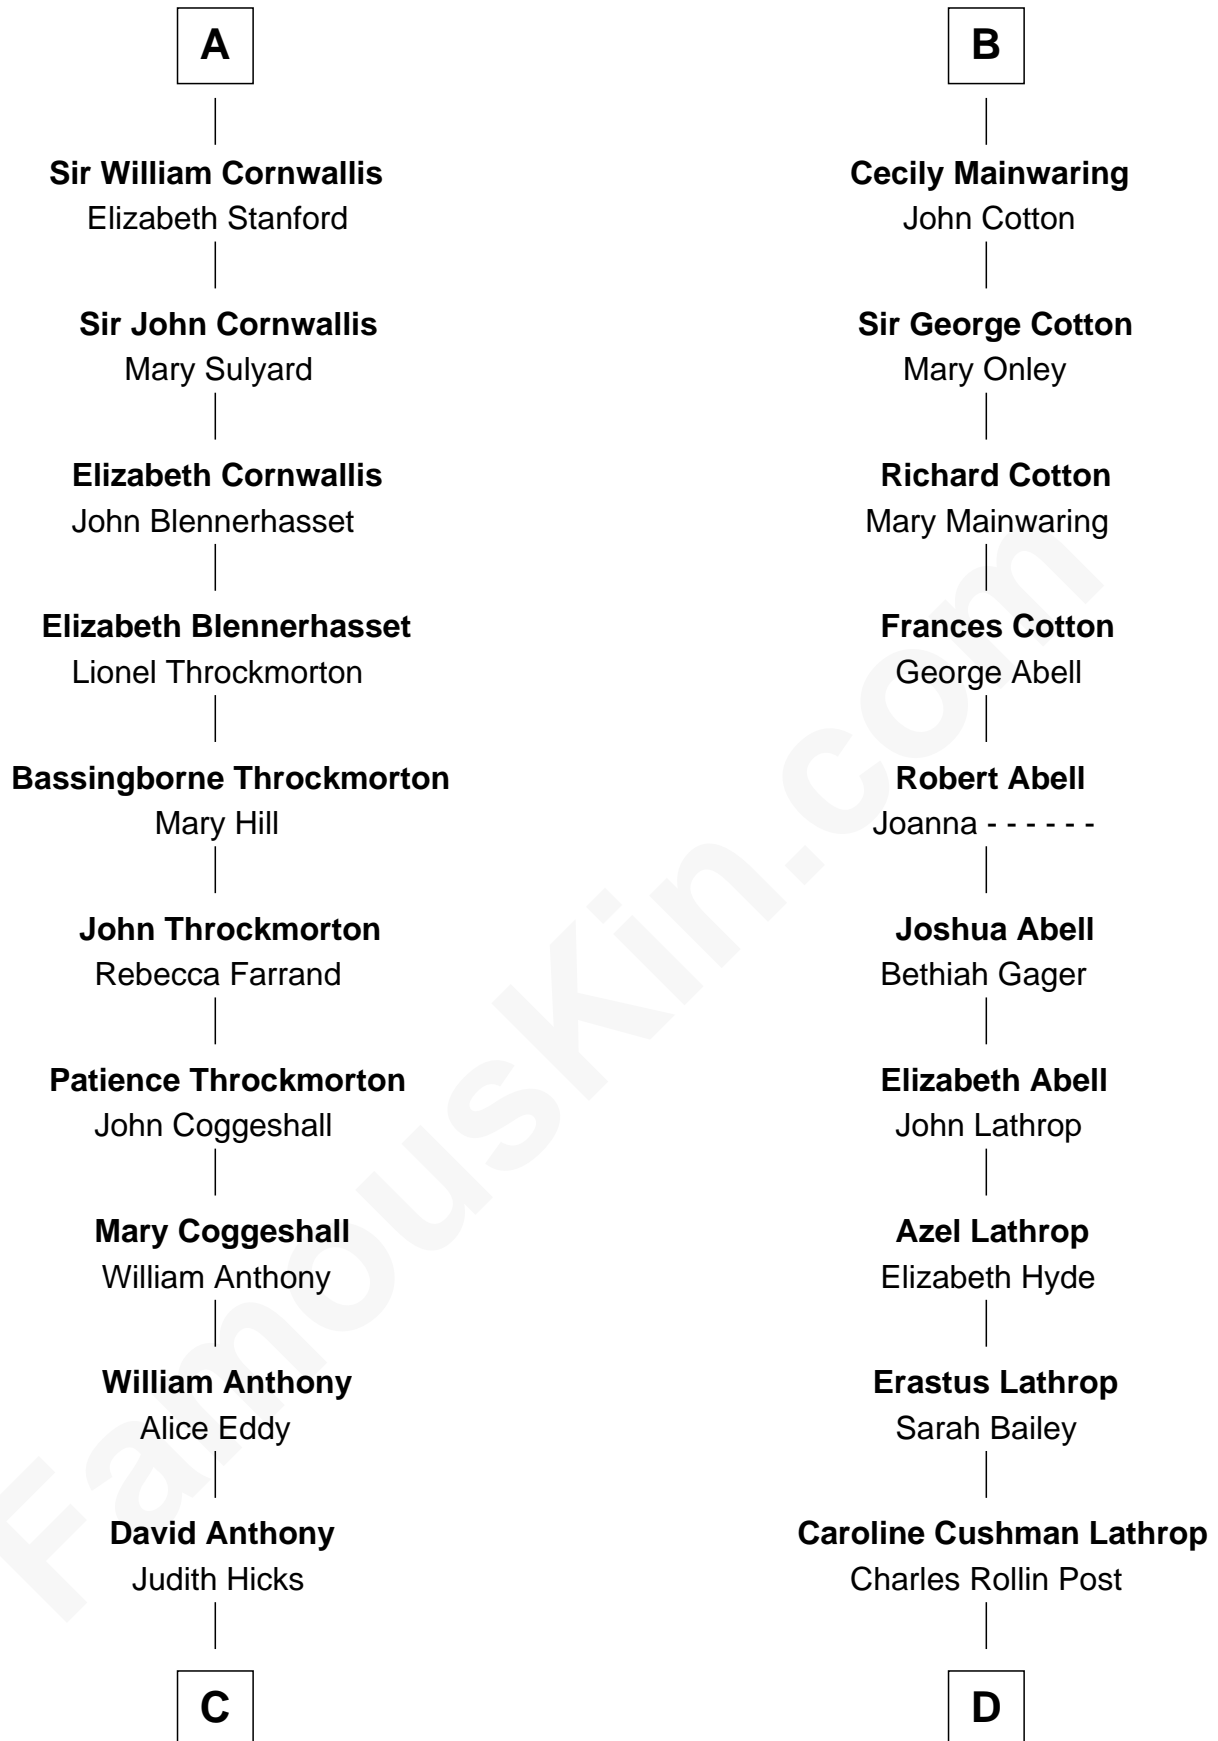 A
Sir William Cornwallis
Elizabeth Stanford
Sir John Cornwallis
Mary Sulyard
Elizabeth Cornwallis
John Blennerhasset
Elizabeth Blennerhasset
Lionel Throckmorton
Bassingborne Throckmorton
Mary Hill
John Throckmorton
Rebecca Farrand
Patience Throckmorton
John Coggeshall
Mary Coggeshall
William Anthony
William Anthony
Alice Eddy
David Anthony
Judith Hicks
C
B
Cecily Mainwaring
John Cotton
Sir George Cotton
Mary Onley
Richard Cotton
Mary Mainwaring
Frances Cotton
George Abell
Robert Abell
Joanna - - - - - -
Joshua Abell
Bethiah Gager
Elizabeth Abell
John Lathrop
Azel Lathrop
Elizabeth Hyde
Erastus Lathrop
Sarah Bailey
Caroline Cushman Lathrop
Charles Rollin Post
D
FamousKin.com